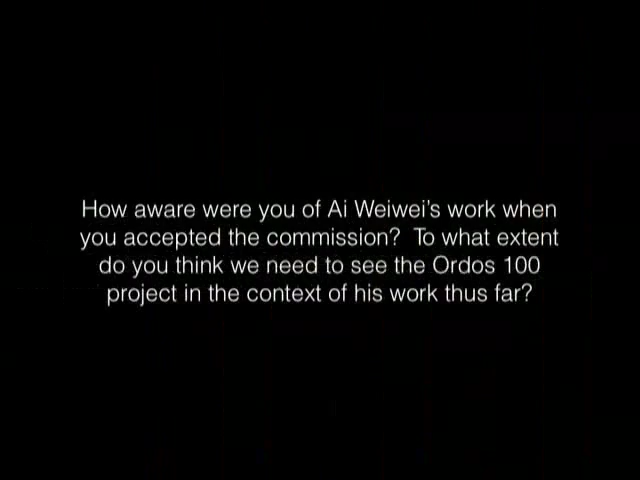 How aware were you of Ai Weiwei's work when
you accepted the commission?  To what extent
do you think we need to see the Ordos 100
project in the context of his work thus far?